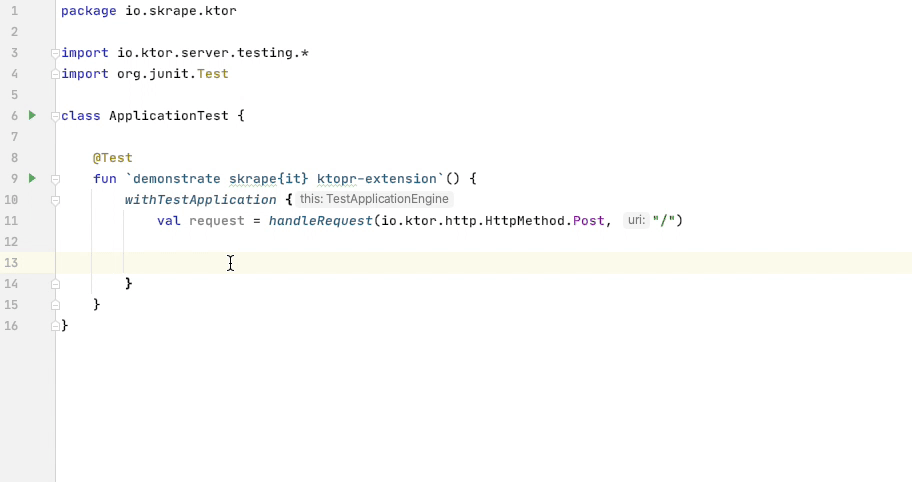 1 package io.skrape.ktor
2
3 import io.ktor.server.testing.*
4 import org.junit.Test
5
6 class ApplicationTest {
7
8 @Test
9 fun `demonstrate skrape{it} ktopr-extension`() {
10 withTestApplication { this: TestApplicationEngine
11 val request = handleRequest(io.ktor.http.HttpMethod.Post, uri: "/")
12
13
14 }
15 }
16 }